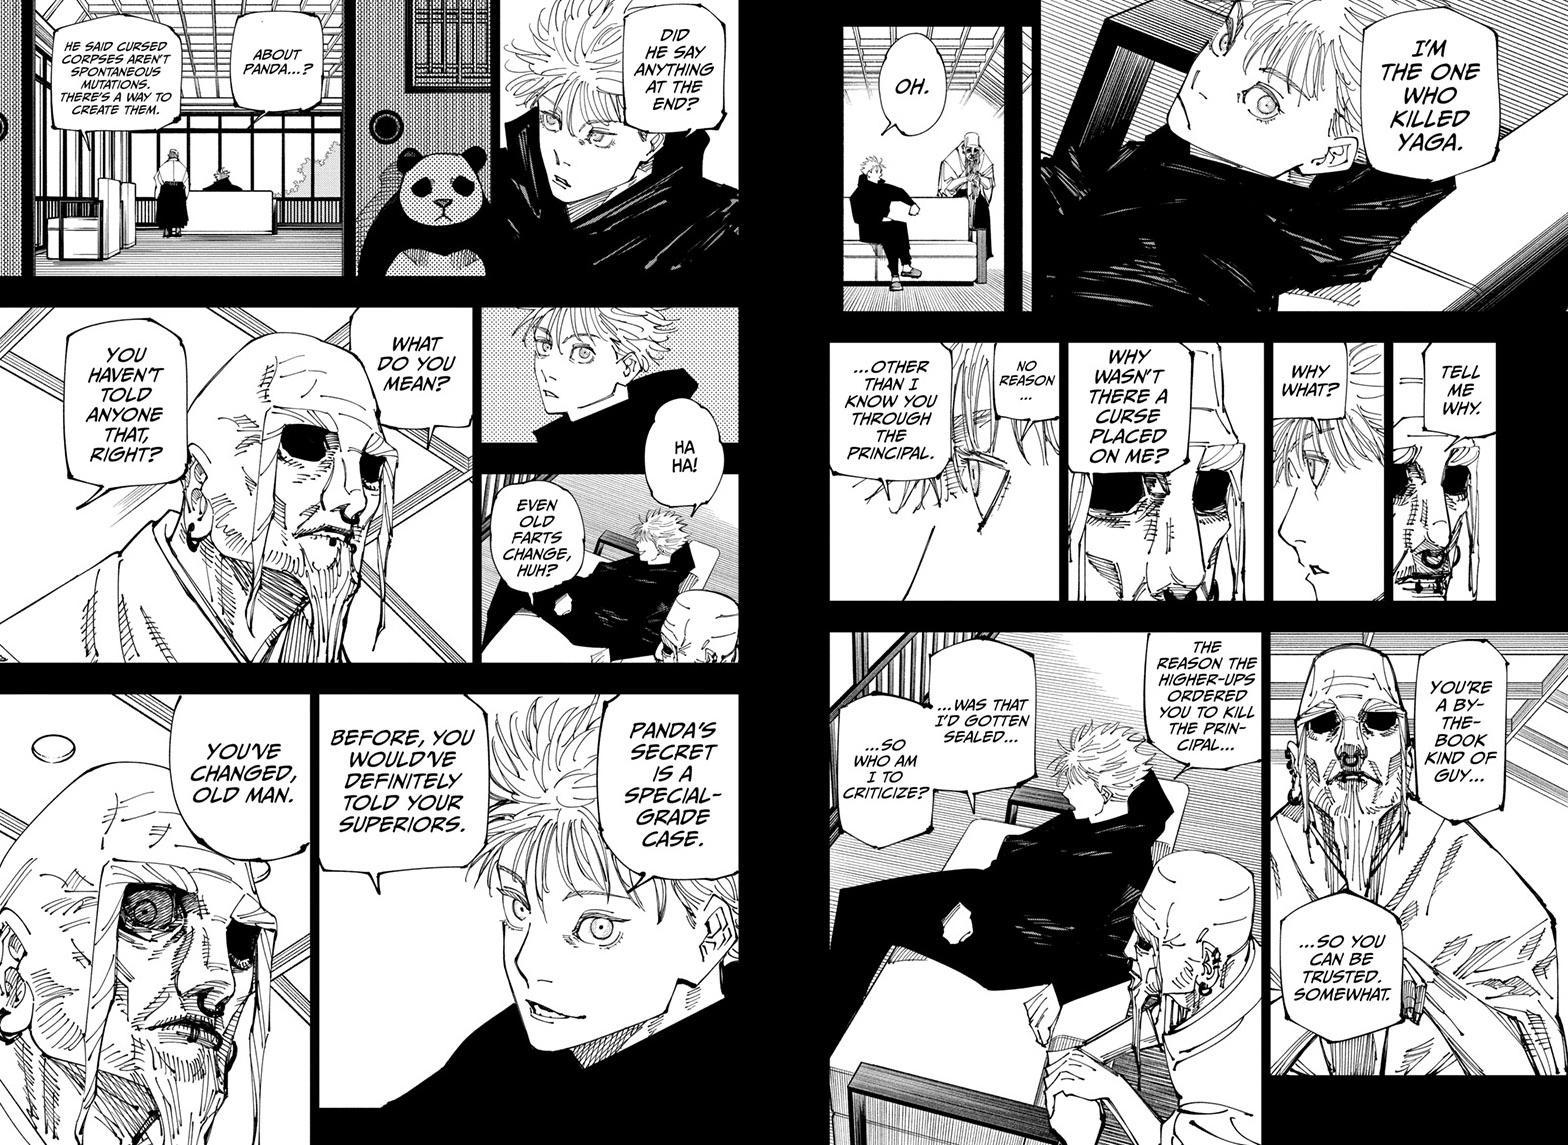 I'M
THE ONE
WHO
KILLED
YAGA.
OH.
TELL
ME
WHY.
WHY
WHAT?
WHY
WASN'T
THERE A
CURSE
PLACED
ON ME?
NO
REASON
...
...OTHER
THAN I
KNOW YOU
THROUGH
THE
PRINCIPAL.
YOU'RE
A BY-
THE-
BOOK
KIND OF
GUY...
...SO YOU
CAN BE
TRUSTED.
SOMEWHAT.
THE
REASON THE
HIGHER-UPS
ORDERED
YOU TO KILL
THE PRIN-
CIPAL...
...WAS THAT
I'D GOTTEN
SEALED...
...SO
WHO AM
I TO
CRITICIZE?
DID
HE SAY
ANYTHING
AT THE
END?
ABOUT
PANDA...?
HE SAID CURSED
CORPSES AREN'T
SPONTANEOUS
MUTATIONS.
THERE'S A WAY TO
CREATE THEM.
HA
HA!
EVEN
OLD
FARTS
CHANGE,
HUH?
WHAT
DO YOU
MEAN?
YOU
HAVEN'T
TOLD
ANYONE
THAT,
RIGHT?
PANDA'S
SECRET
IS A
SPECIAL-
GRADE
CASE.
BEFORE, YOU
WOULD'VE
DEFINITELY
TOLD YOUR
SUPERIORS.
YOU'VE
CHANGED,
OLD MAN.